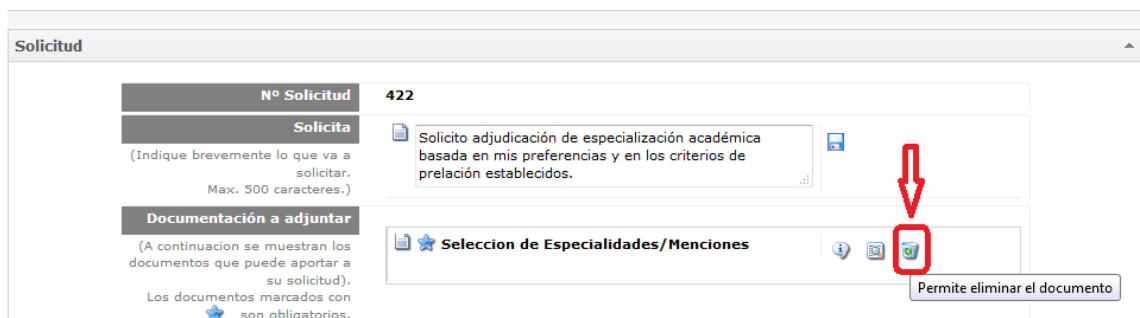 Solicitud
Nº Solicitud
422
Solicita
(Indique brevemente lo que va a
solicitar.
Max. 500 caracteres.)
Solicito adjudicación de especialización académica
basada en mis preferencias y en los criterios de
prelación establecidos.
Documentación a adjuntar
(A continuacion se muestran los
documentos que puede aportar a
su solicitud).
Los documentos marcados con
son obligatorios.
Seleccion de Especialidades/Menciones
Permite eliminar el documento